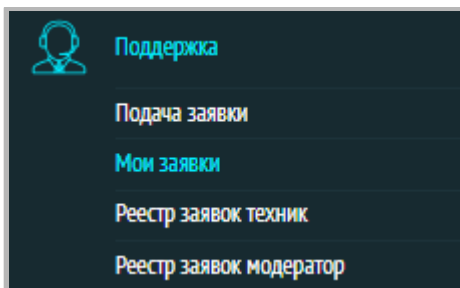 Поддержка
Подача заявки
Мои заявки
Реестр заявок техник
Реестр заявок модератор